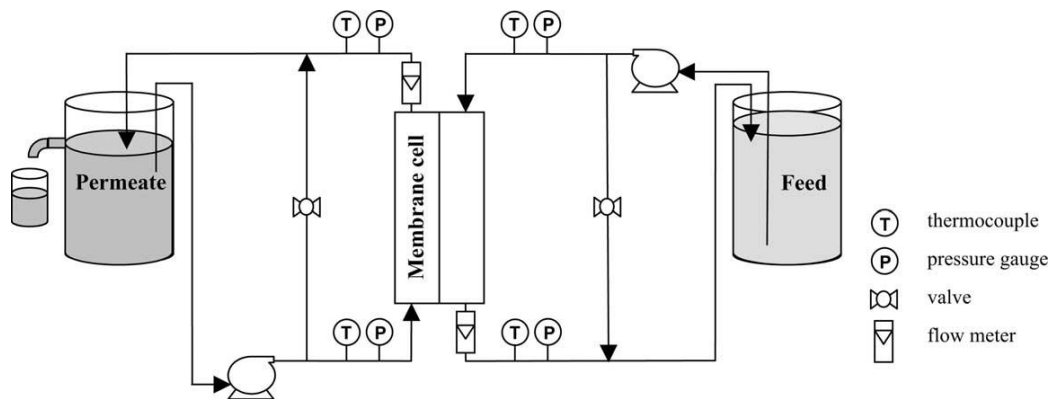 T P
T P
Permeate
Membrane cell
Feed
T P
T P
T thermocouple
P pressure gauge
valve
flow meter